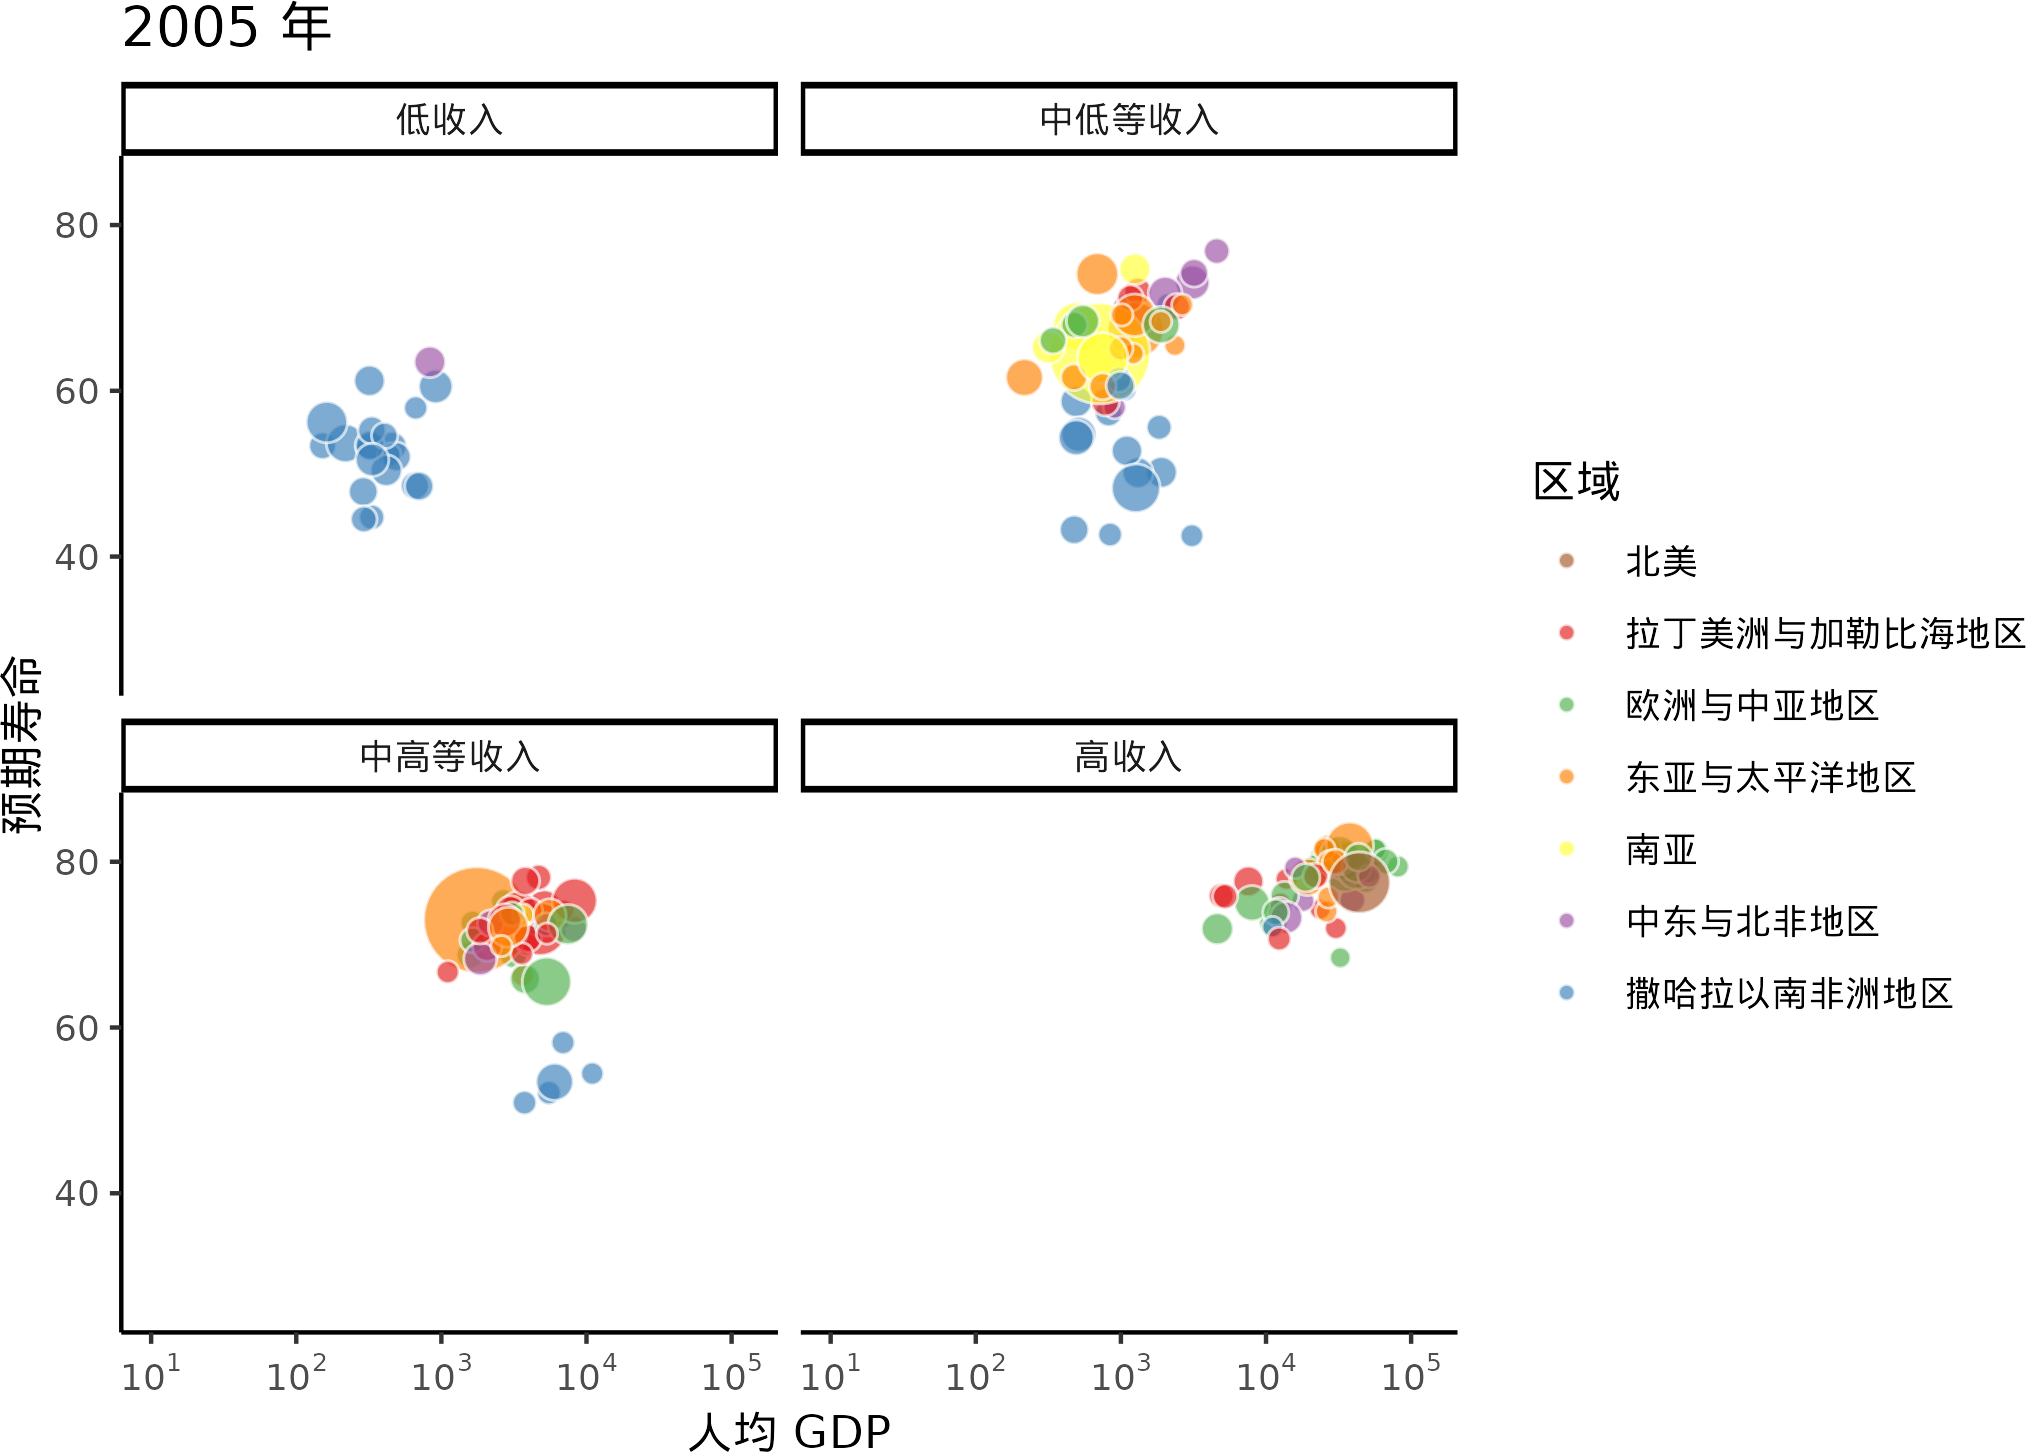 2005 年
低收入
中低等收入
80
60
40
中高等收入
高收入
80
60
40
10¹
10²
10³
10⁴
10⁵
10¹
10²
10³
10⁴
10⁵
人均 GDP
预期寿命
区域
北美
拉丁美洲与加勒比海地区
欧洲与中亚地区
东亚与太平洋地区
南亚
中东与北非地区
撒哈拉以南非洲地区